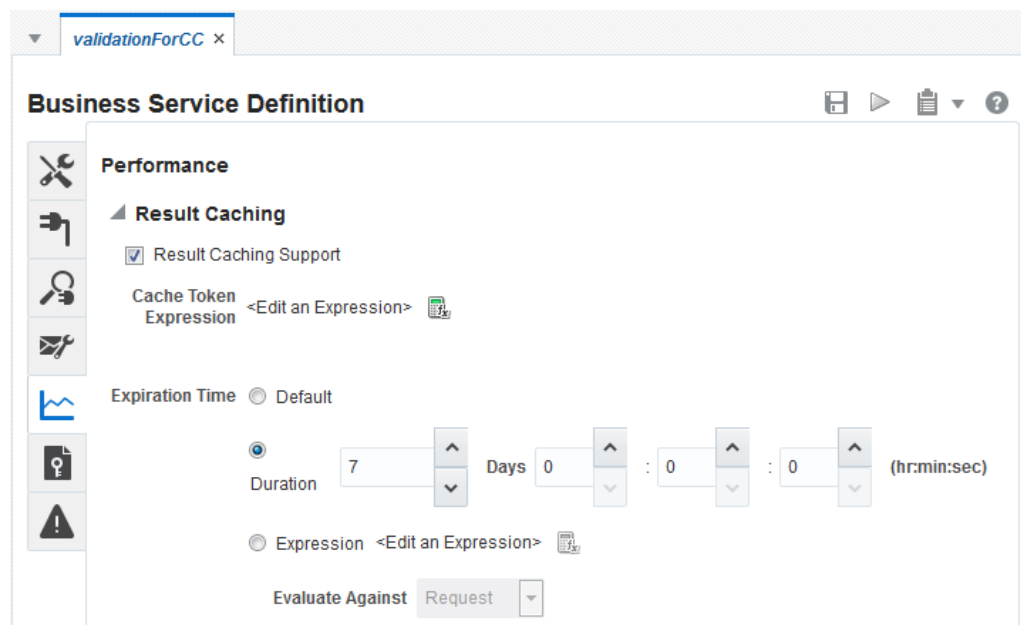 validationForCC ×
Business Service Definition
Performance
Result Caching
Result Caching Support
Cache Token
Expression <Edit an Expression>
Expiration Time Default
Duration 7 Days 0 : 0 : 0 (hr:min:sec)
Expression <Edit an Expression>
Evaluate Against Request